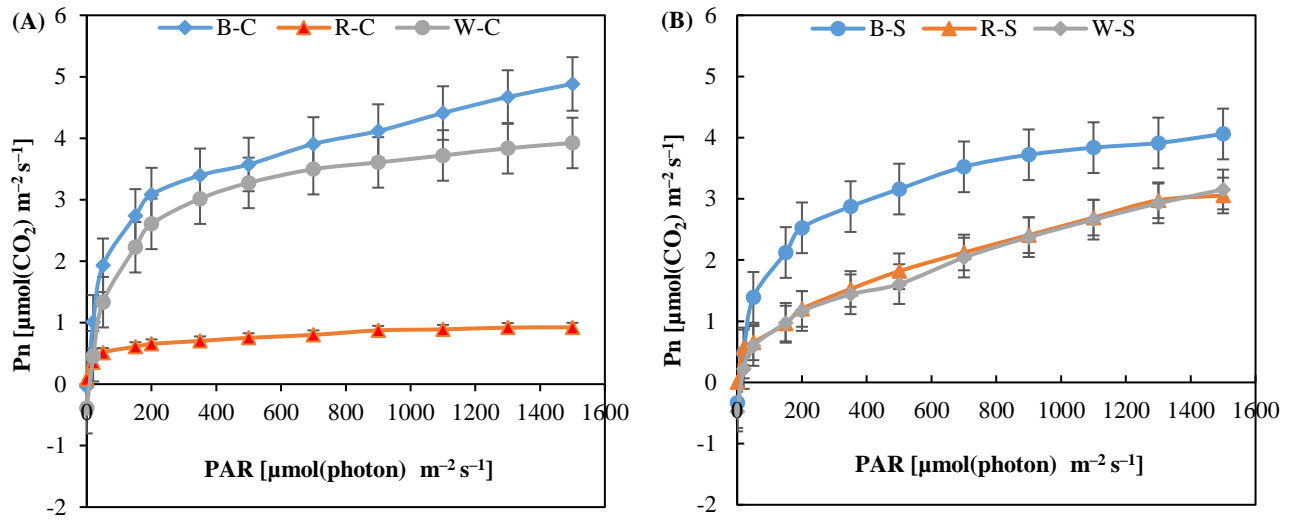 (A)
B-C R-C W-C
6
5
4
3
2
1
0
-1
-2
0 200 400 600 800 1000 1200 1400 1600
Pn [µmol(CO₂) m⁻² s⁻¹]
PAR [µmol(photon) m⁻² s⁻¹]
(B)
B-S R-S W-S
6
5
4
3
2
1
0
-1
-2
0 200 400 600 800 1000 1200 1400 1600
Pn [µmol(CO₂) m⁻² s⁻¹]
PAR [µmol(photon) m⁻² s⁻¹]